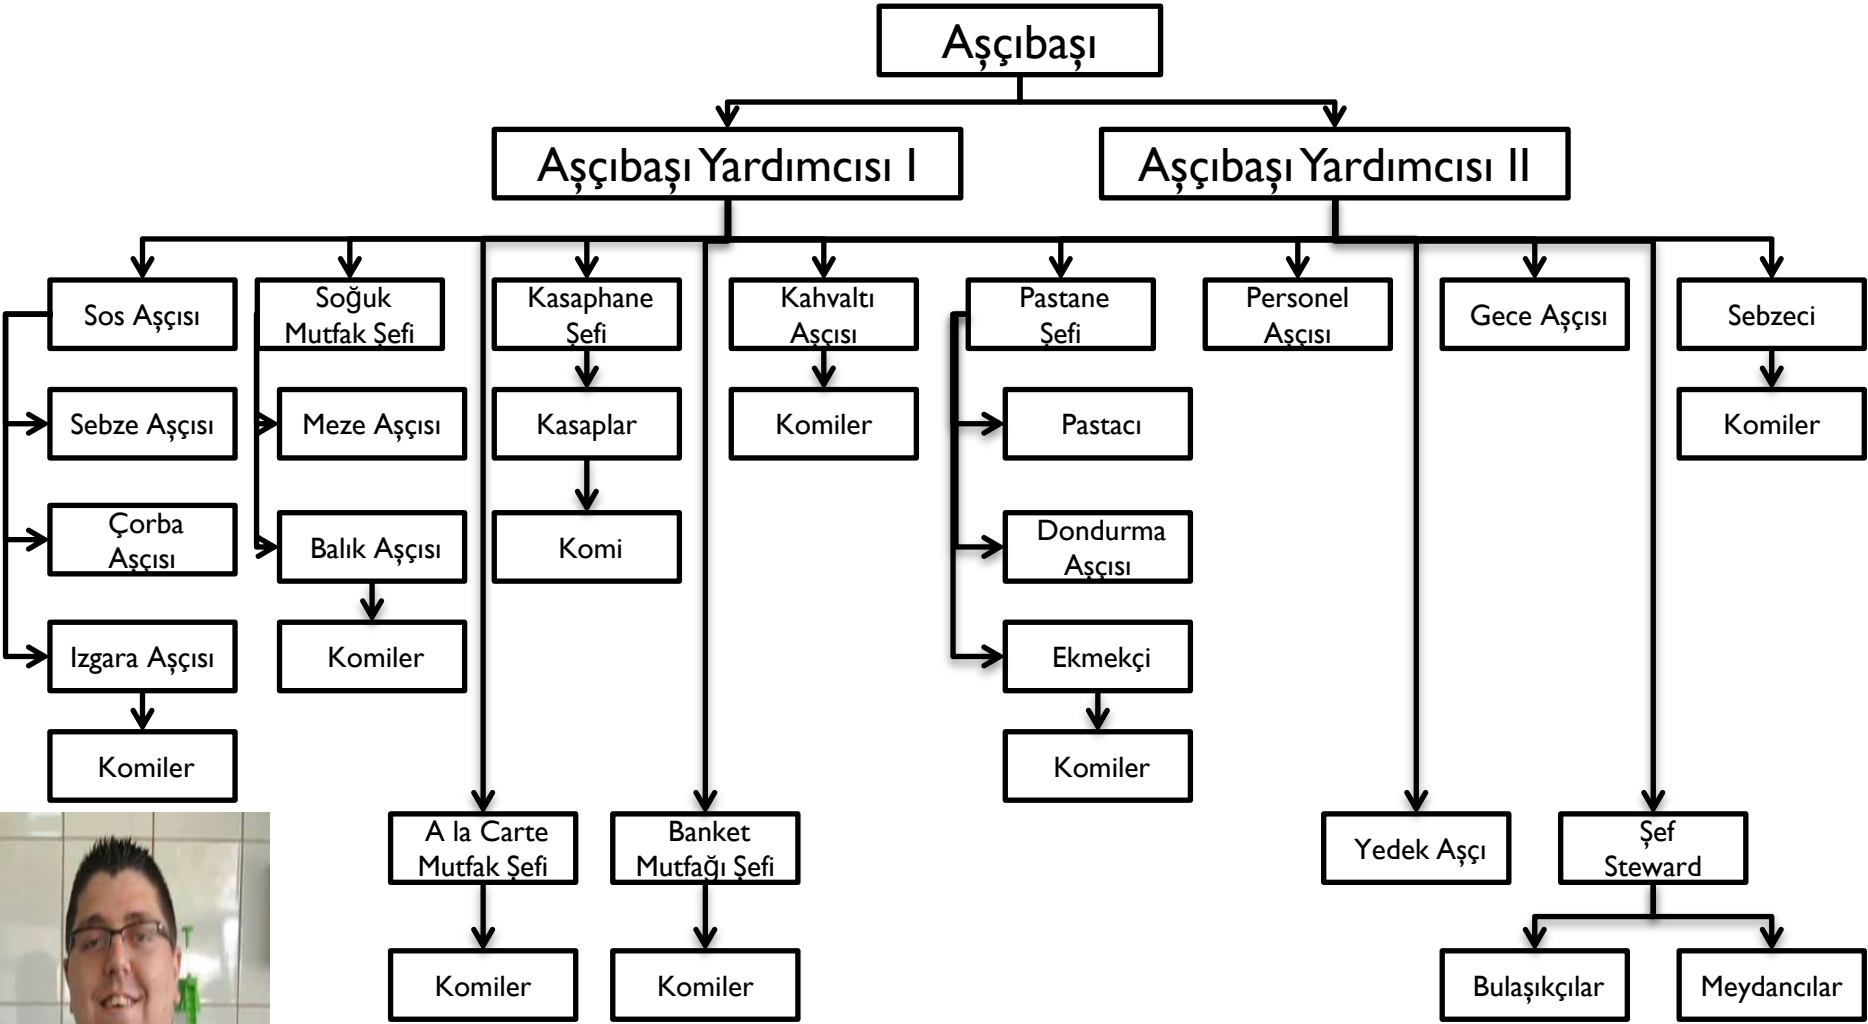 Aşçıbaşı
Aşçıbaşı Yardımcısı I
Aşçıbaşı Yardımcısı II
Sos Aşçısı
Soğuk
Mutfak Şefi
Kasaphane
Şefi
Kahvaltı
Aşçısı
Pastane
Şefi
Personel
Aşçısı
Gece Aşçısı
Sebzeci
Sebze Aşçısı
Meze Aşçısı
Kasaplar
Komiler
Pastacı
Komiler
Çorba
Aşçısı
Balık Aşçısı
Komi
Dondurma
Aşçısı
Izgara Aşçısı
Komiler
Ekmekçi
Komiler
Komiler
A la Carte
Mutfak Şefi
Banket
Mutfağı Şefi
Yedek Aşçı
Şef
Steward
Komiler
Komiler
Bulaşıkçılar
Meydancılar